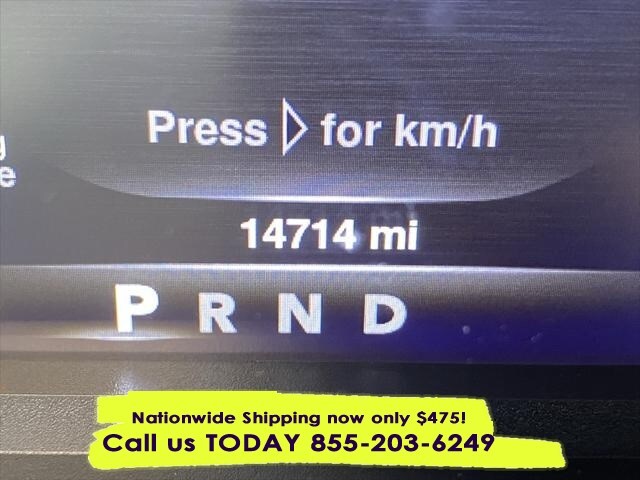 Press ▷ for km/h
g
e
14714 mi
P R N D
Nationwide Shipping now only $475!
Call us TODAY 855-203-6249